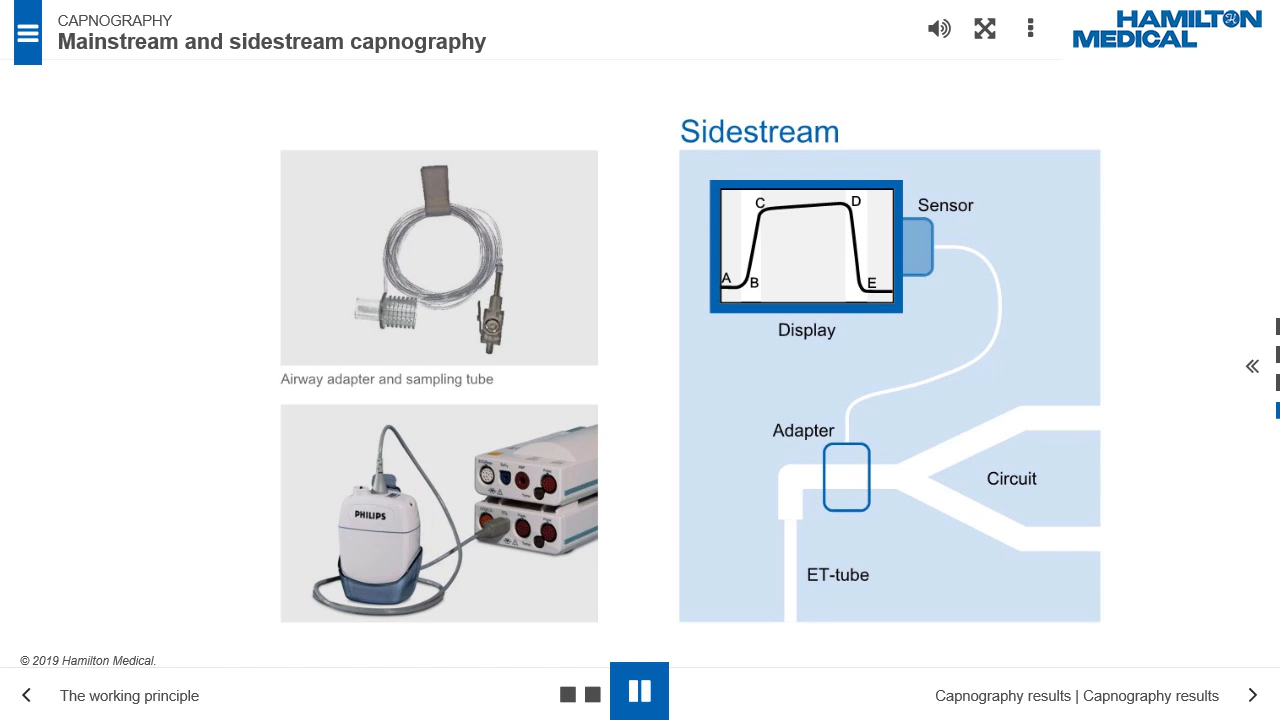 CAPNOGRAPHY
Mainstream and sidestream capnography
HAMILTON
MEDICAL
Sidestream
C
D
A
B
E
Sensor
Display
Airway adapter and sampling tube
PHILIPS
Adapter
Circuit
ET-tube
© 2019 Hamilton Medical.
The working principle
Capnography results | Capnography results